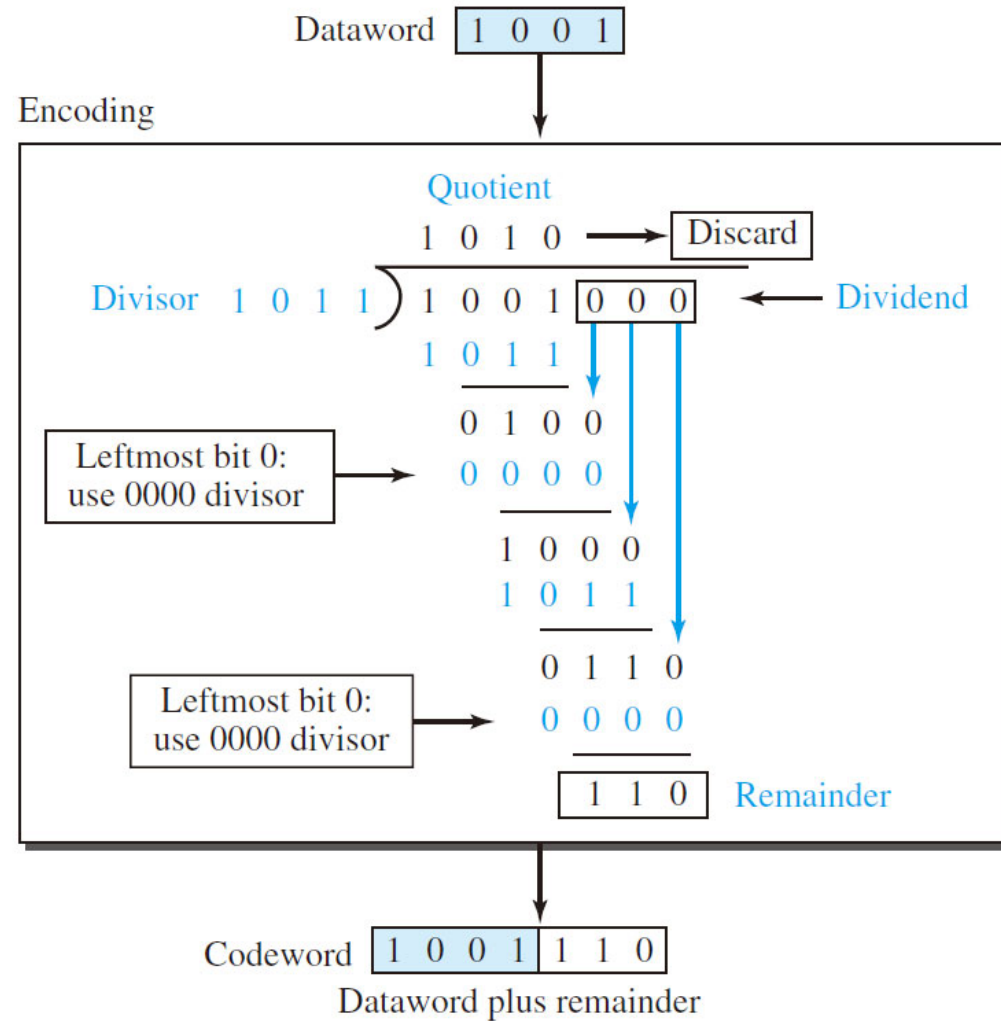 Dataword 1 0 0 1
Encoding
Quotient
1 0 1 0 Discard
Divisor 1 0 1 1 1 0 0 1 0 0 0 Dividend
1 0 1 1
0 1 0 0
Leftmost bit 0:
use 0000 divisor
0 0 0 0
1 0 0 0
1 0 1 1
0 1 1 0
Leftmost bit 0:
use 0000 divisor
0 0 0 0
1 1 0 Remainder
Codeword 1 0 0 1 1 1 0
Dataword plus remainder